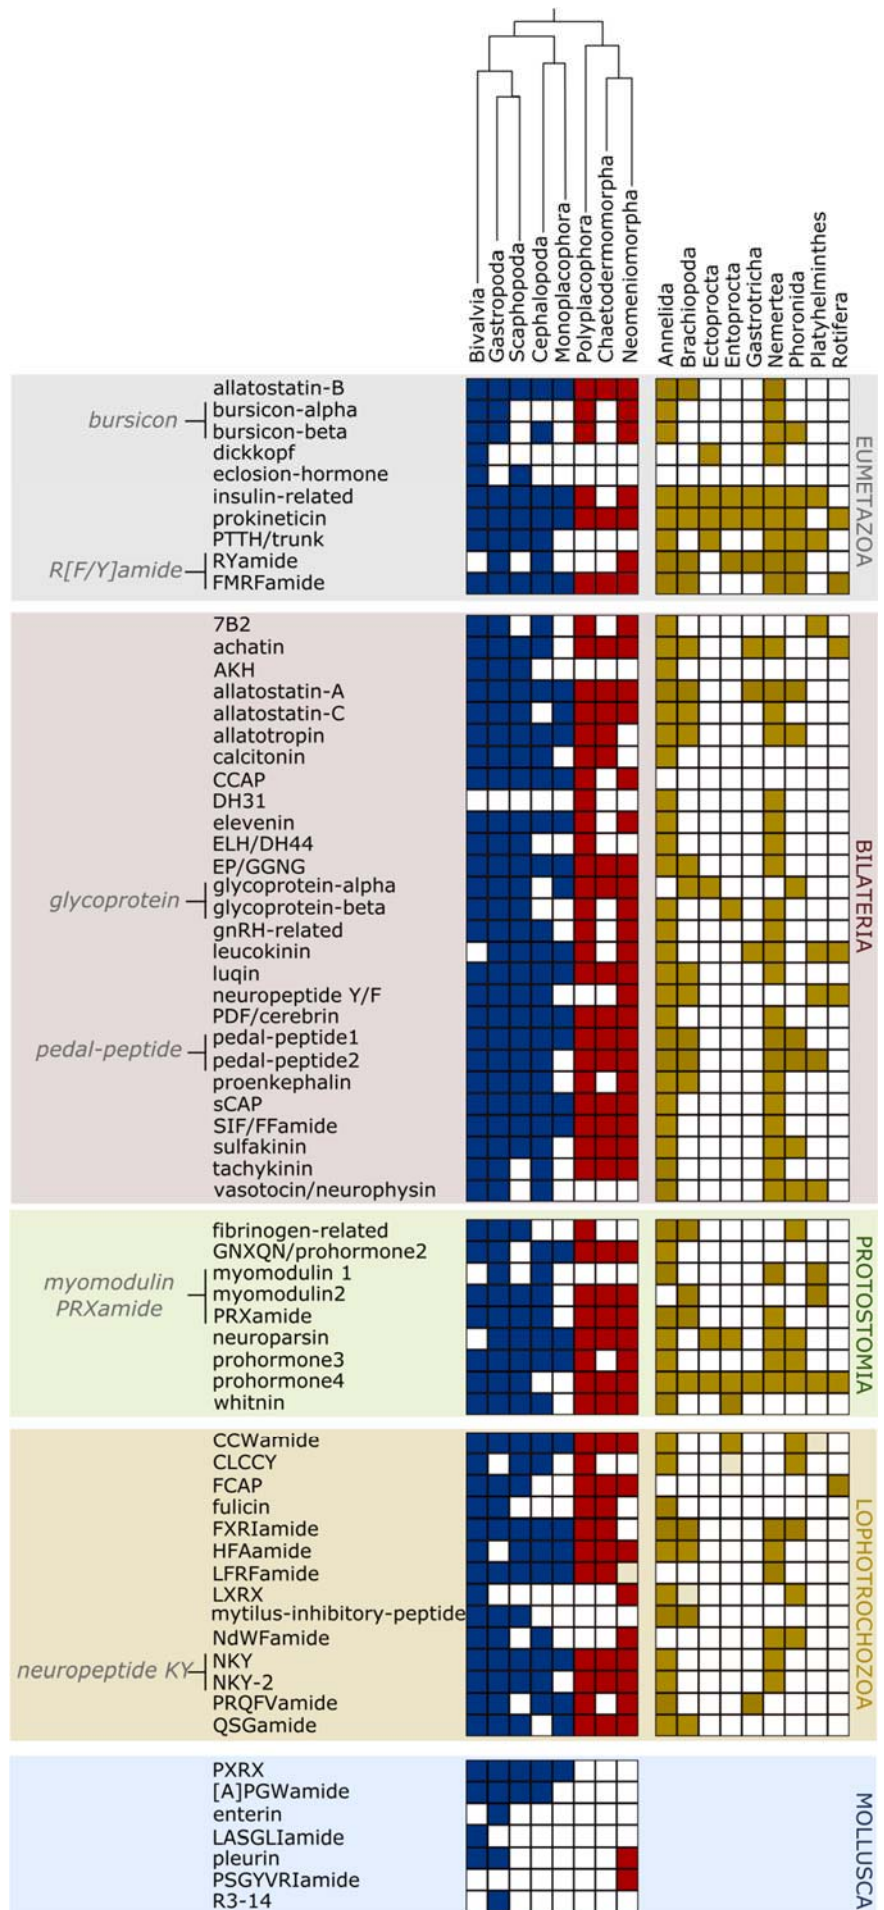 Bivalvia
Gastropoda
Scaphopoda
Cephalopoda
Monoplacophora
Polyplacophora
Chaetodermomorpha
Neomeniomorpha
Annelida
Brachiopoda
Ectoprocta
Entoprocta
Gastrotricha
Nemertea
Phoronida
Platyhelminthes
Rotifera
EUMETAZOA
allatostatin-B
bursicon
bursicon-alpha
bursicon-beta
dickkopf
eclosion-hormone
insulin-related
prokineticin
PTTH/trunk
R[F/Y]amide
RYamide
FMRFamide
BILATERIA
7B2
achatin
AKH
allatostatin-A
allatostatin-C
allatotropin
calcitonin
CCAP
DH31
elevenin
ELH/DH44
EP/GGNG
glycoprotein
glycoprotein-alpha
glycoprotein-beta
gnRH-related
leucokinin
luqin
neuropeptide Y/F
PDF/cerebrin
pedal-peptide
pedal-peptide1
pedal-peptide2
proenkephalin
sCAP
SIF/FFamide
sulfakinin
tachykinin
vasotocin/neurophysin
PROTOSTOMIA
fibrinogen-related
GNXQN/prohormone2
myomodulin
PRXamide
myomodulin 1
myomodulin2
PRXamide
neuroparsin
prohormone3
prohormone4
whitnin
LOPHOTROCHOZOA
CCWamide
CLCCY
FCAP
fulicin
FXRIamide
HFAamide
LFRFamide
LXRX
mytilus-inhibitory-peptide
NdWFamide
neuropeptide KY
NKY
NKY-2
PRQFVamide
QSGamide
MOLLUSCA
PXRX
[A]PGWamide
enterin
LASGLIamide
pleurin
PSGYVRIamide
R3-14